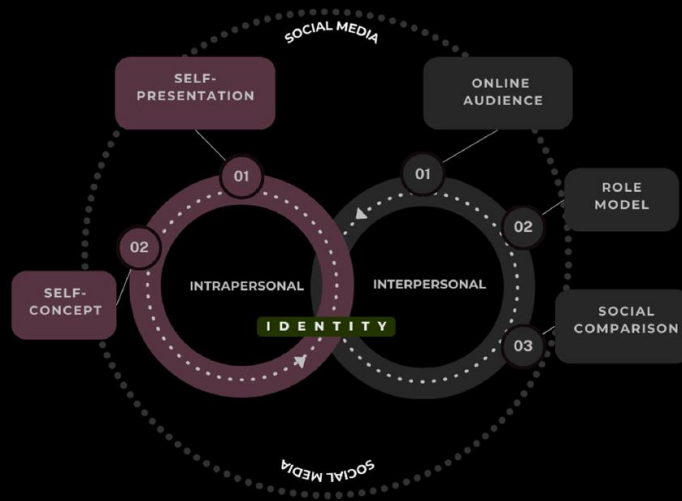 SOCIAL MEDIA
SELF-
PRESENTATION
ONLINE
AUDIENCE
01
01
ROLE
MODEL
02
02
SELF-
CONCEPT
INTRAPERSONAL
INTERPERSONAL
SOCIAL
COMPARISON
IDENTITY
03
SOCIAL MEDIA